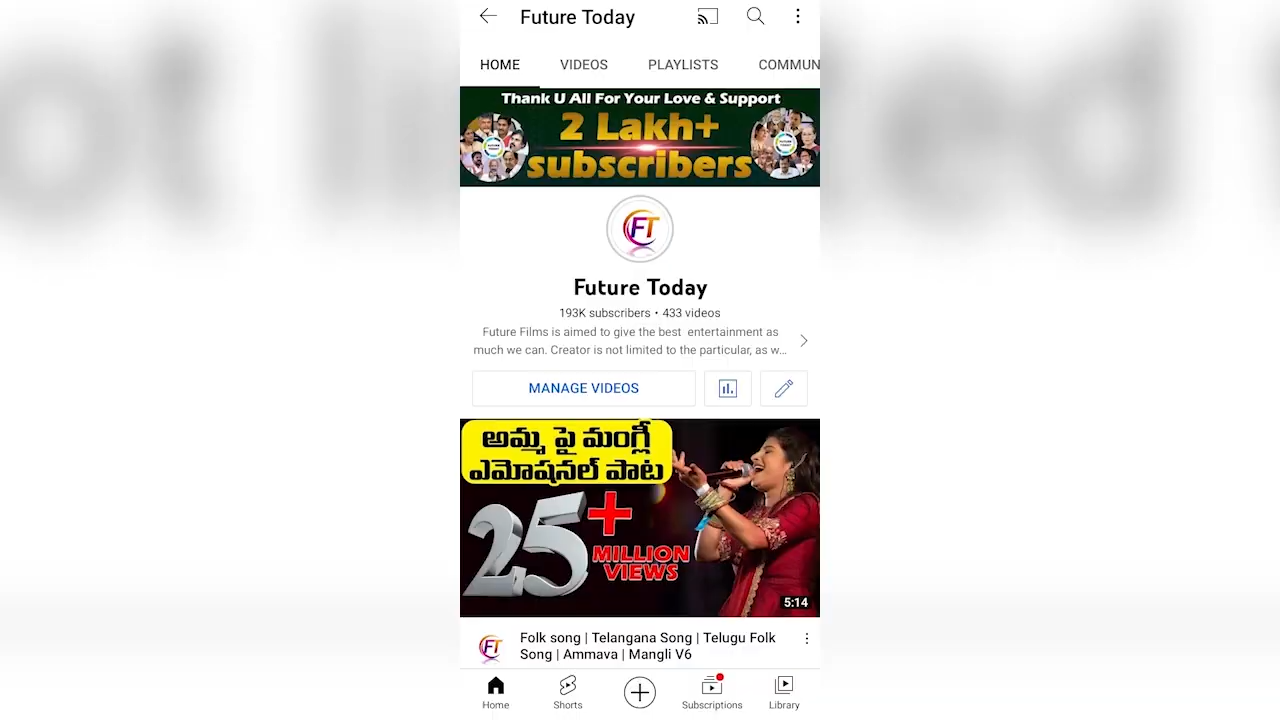 Future Today
HOME VIDEOS PLAYLISTS COMMUN
Thank U All For Your Love & Support
2 Lakh+
subscribers
FT
Future Today
193K subscribers • 433 videos
Future Films is aimed to give the best entertainment as
much we can. Creator is not limited to the particular, as w...
MANAGE VIDEOS
అమ్మ పై మంగ్లీ
ఎమోషనల్ పాట
25+
MILLION
VIEWS
5:14
FT
Folk song | Telangana Song | Telugu Folk
Song | Ammava | Mangli V6
Home Shorts Subscriptions Library